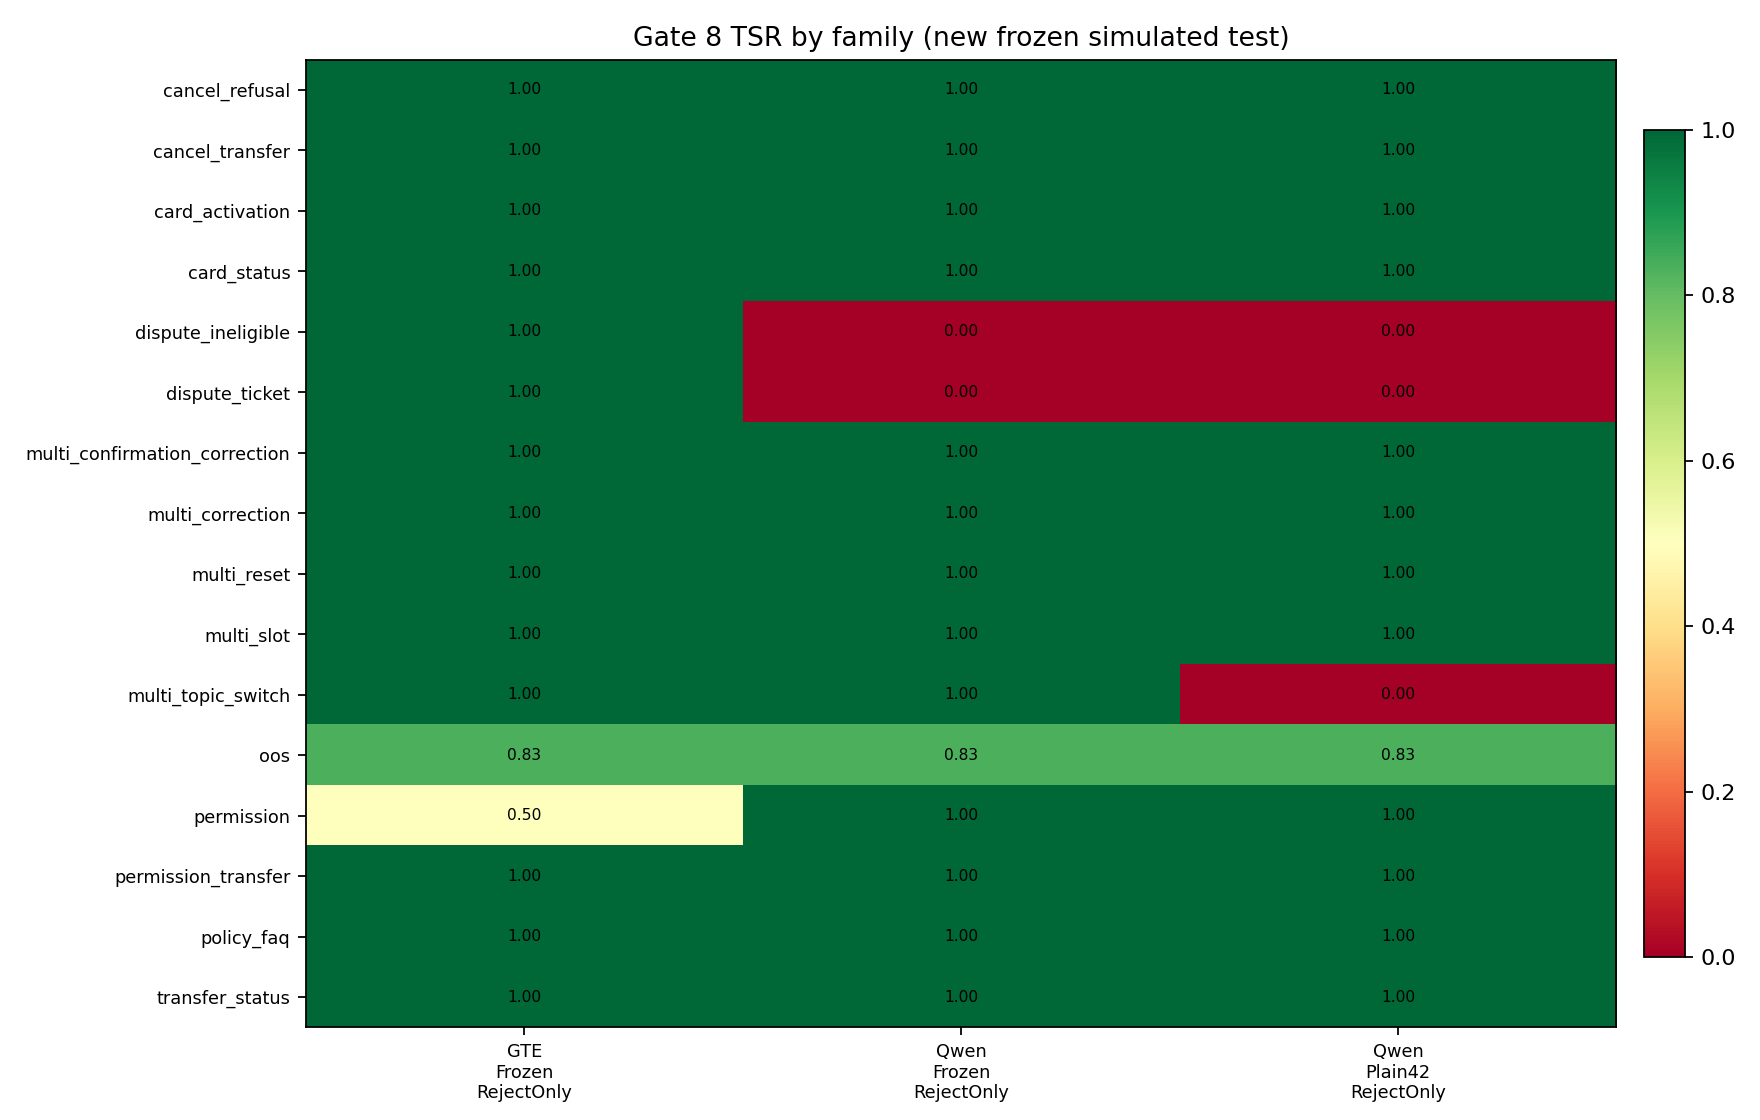 Gate 8 TSR by family (new frozen simulated test)
cancel_refusal 1.00 1.00 1.00
cancel_transfer 1.00 1.00 1.00
card_activation 1.00 1.00 1.00
card_status 1.00 1.00 1.00
dispute_ineligible 1.00 0.00 0.00
dispute_ticket 1.00 0.00 0.00
multi_confirmation_correction 1.00 1.00 1.00
multi_correction 1.00 1.00 1.00
multi_reset 1.00 1.00 1.00
multi_slot 1.00 1.00 1.00
multi_topic_switch 1.00 1.00 0.00
oos 0.83 0.83 0.83
permission 0.50 1.00 1.00
permission_transfer 1.00 1.00 1.00
policy_faq 1.00 1.00 1.00
transfer_status 1.00 1.00 1.00
GTE Qwen Qwen
Frozen Frozen Plain42
RejectOnly RejectOnly RejectOnly
1.0
0.8
0.6
0.4
0.2
0.0